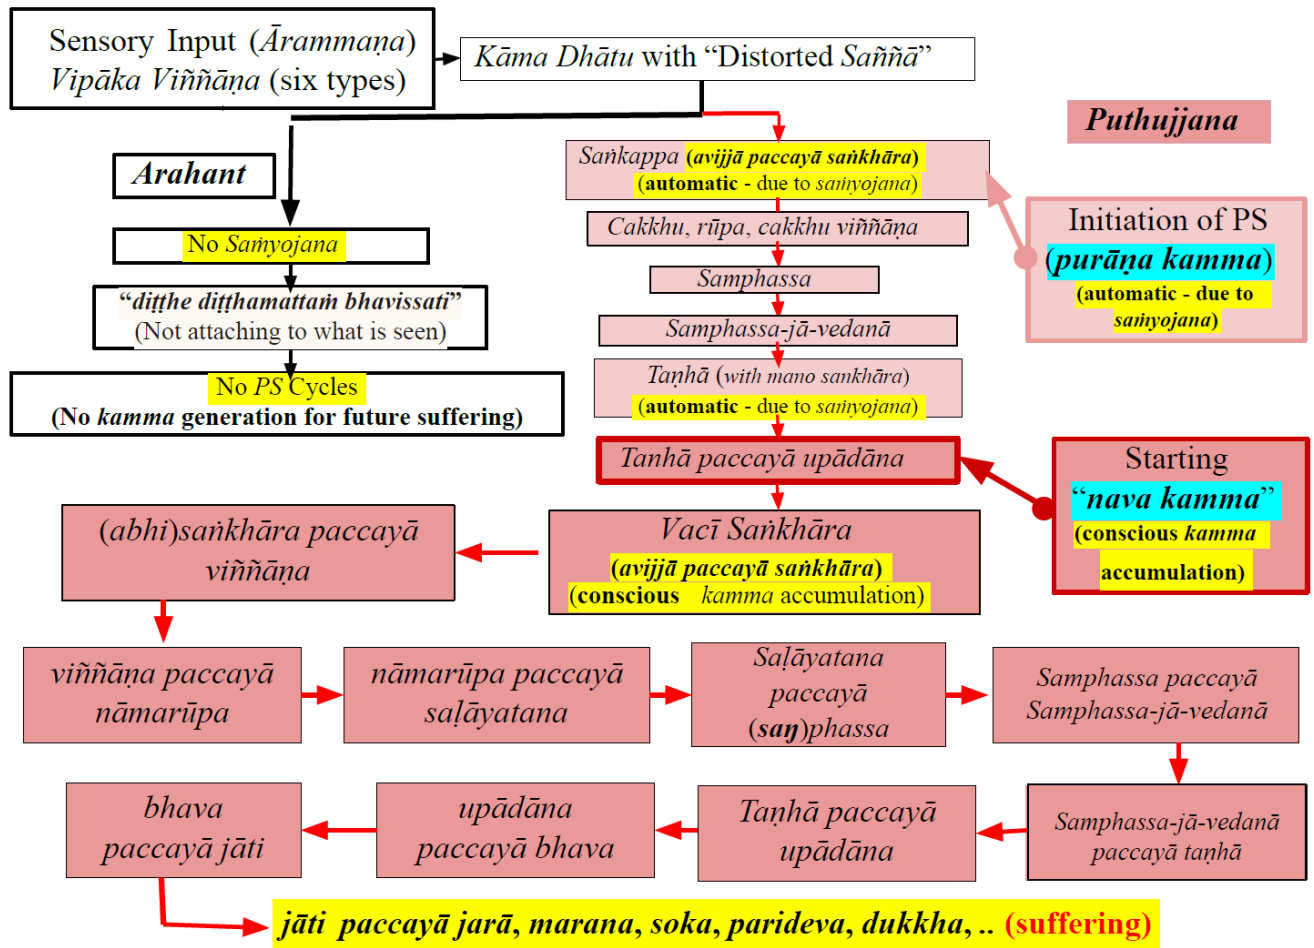 Sensory Input (Ārammaṇa)
Vipāka Viññāṇa (six types)
Kāma Dhātu with “Distorted Saññā”
Puthujjana
Arahant
No Saṁyojana
“diṭṭhe diṭṭhamattaṁ bhavissati”
(Not attaching to what is seen)
No PS Cycles
(No kamma generation for future suffering)
Saṅkappa (avijjā paccayā saṅkhāra)
(automatic - due to saṁyojana)
Cakkhu, rūpa, cakkhu viññāṇa
Samphassa
Samphassa-jā-vedanā
Taṇhā (with mano sankhāra)
(automatic - due to saṁyojana)
Tanhā paccayā upādāna
Initiation of PS
(purāṇa kamma)
(automatic - due to
saṁyojana)
Starting
“nava kamma”
(conscious kamma
accumulation)
Vacī Saṅkhāra
(avijjā paccayā saṅkhāra)
(conscious kamma accumulation)
(abhi)saṅkhāra paccayā
viññāṇa
viññāṇa paccayā
nāmarūpa
nāmarūpa paccayā
saḷāyatana
Saḷāyatana
paccayā
(saŋ)phassa
Samphassa paccayā
Samphassa-jā-vedanā
Samphassa-jā-vedanā
paccayā taṇhā
Taṇhā paccayā
upādāna
upādāna
paccayā bhava
bhava
paccayā jāti
jāti paccayā jarā, marana, soka, parideva, dukkha, .. (suffering)